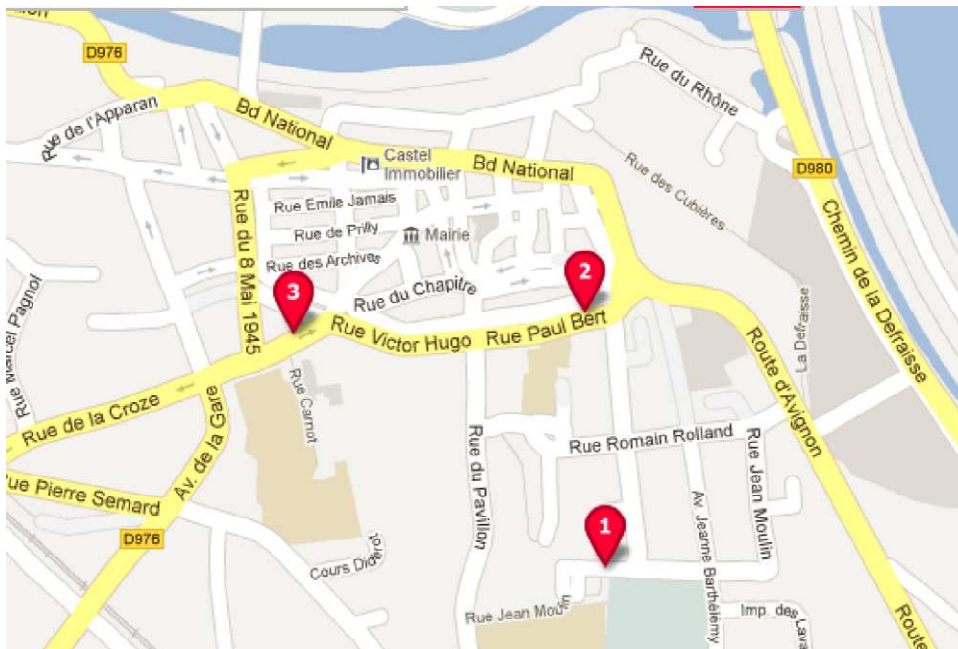 D976
Rue du Rhône
Rue de l'Apparan
Bd National
Castel
Immobilier
Bd National
D980
Rue des Cubières
Rue Emile Jamais
Rue du 8 Mai 1945
Rue de Prilly
Mairie
Chemin de la Defraisse
Rue des Archives
2
3
Rue du Chapitre
Rue Marcel Pagnol
Rue Victor Hugo
Rue Paul Bert
La Defraisse
Route d'Avignon
Rue de la Croze
Rue Carnot
Av. de la Gare
Rue du Pavillon
Rue Romain Rolland
Rue Jean Moulin
ue Pierre Semard
1
Av. Jeanne Barthélémy
D976
Cours Diderot
Rue Jean Moulin
Imp. des Lava
Route